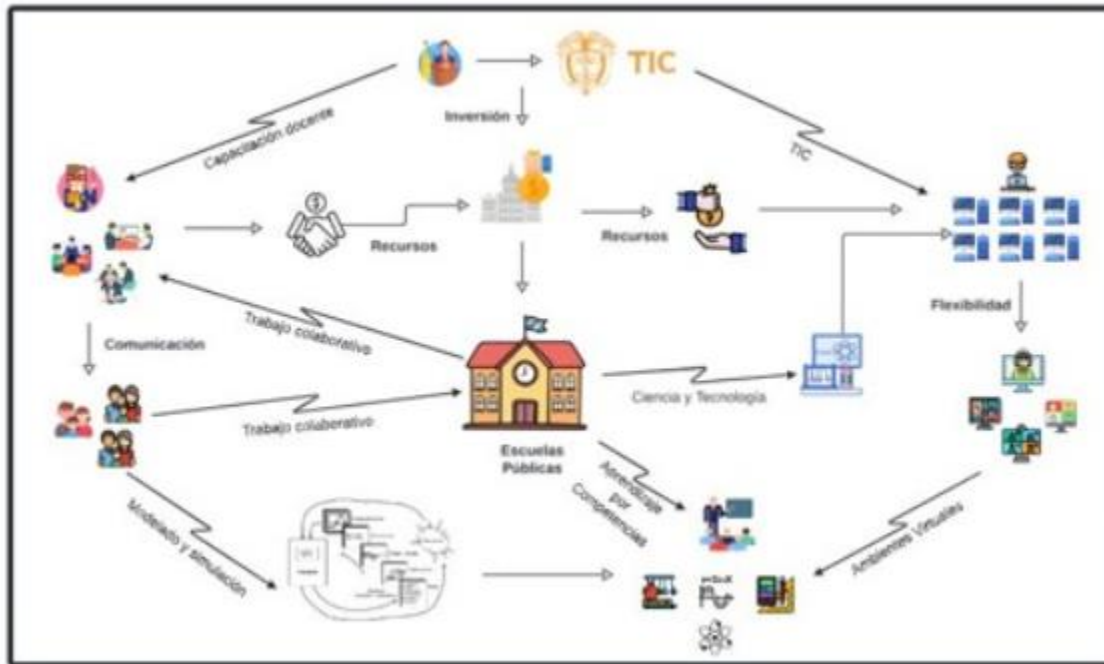 TIC
Inversión
Capacitación docente
TIC
Recursos
Recursos
Flexibilidad
Comunicación
Trabajo colaborativo
Trabajo colaborativo
Ciencia y Tecnología
Escuelas
Públicas
Aprendizaje
por
Competencias
Modelado y simulación
Ambientes Virtuales